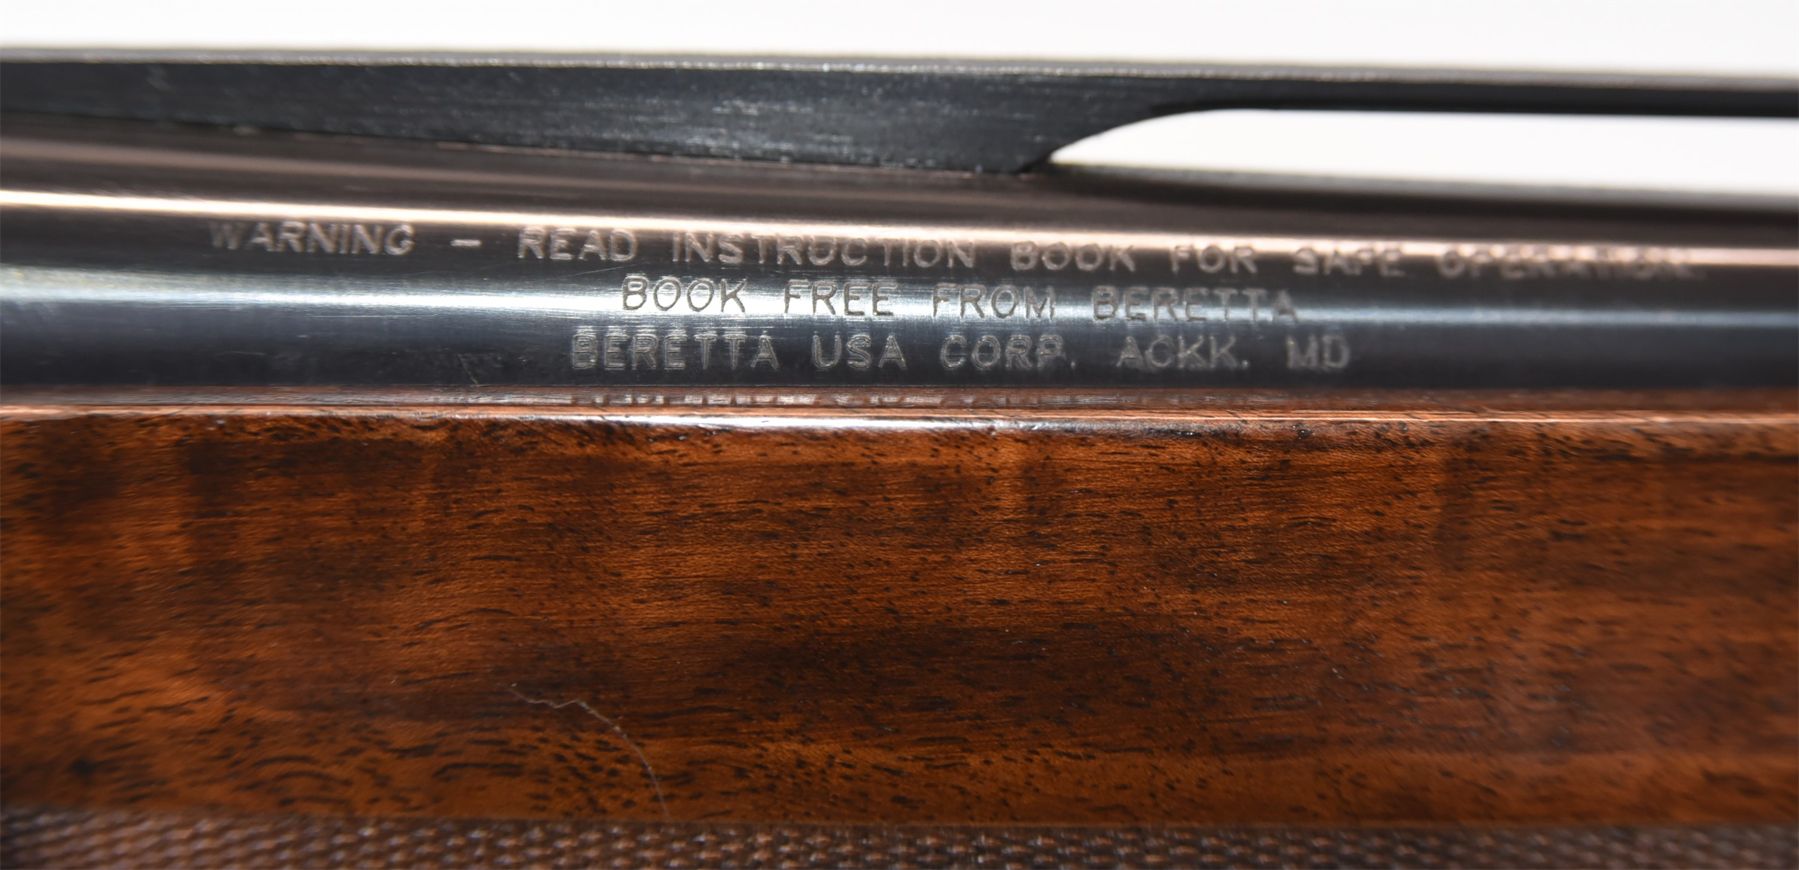 WARNING - READ INSTRUCTION BOOK FOR SAFE OPERATION.
BOOK FREE FROM BERETTA
BERETTA USA CORP. ACKK. MD